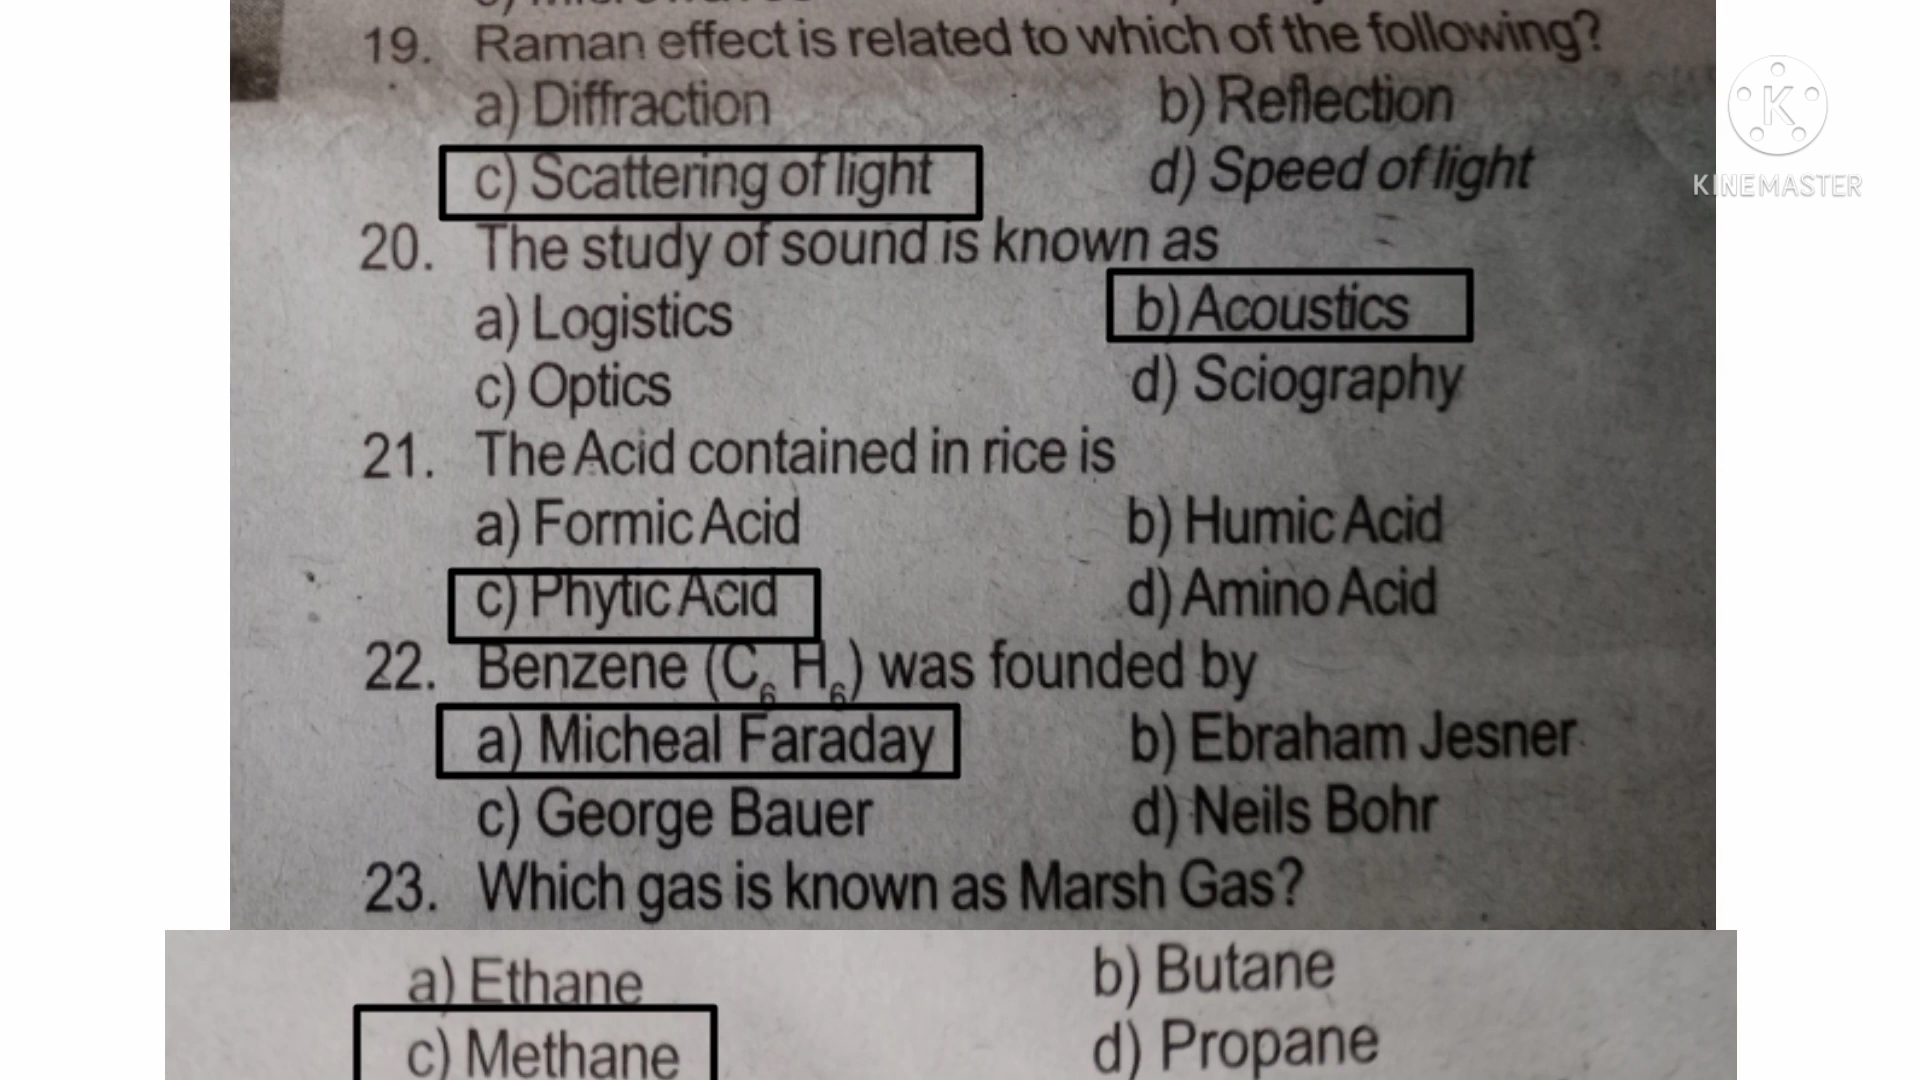 19. Raman effect is related to which of the following?
a) Diffraction b) Reflection
c) Scattering of light d) Speed of light
20. The study of sound is known as
a) Logistics b) Acoustics
c) Optics d) Sciography
21. The Acid contained in rice is
a) Formic Acid b) Humic Acid
c) Phytic Acid d) Amino Acid
22. Benzene (C6 H6) was founded by
a) Micheal Faraday b) Ebraham Jesner
c) George Bauer d) Neils Bohr
23. Which gas is known as Marsh Gas?
a) Ethane b) Butane
c) Methane d) Propane
K
KINEMASTER